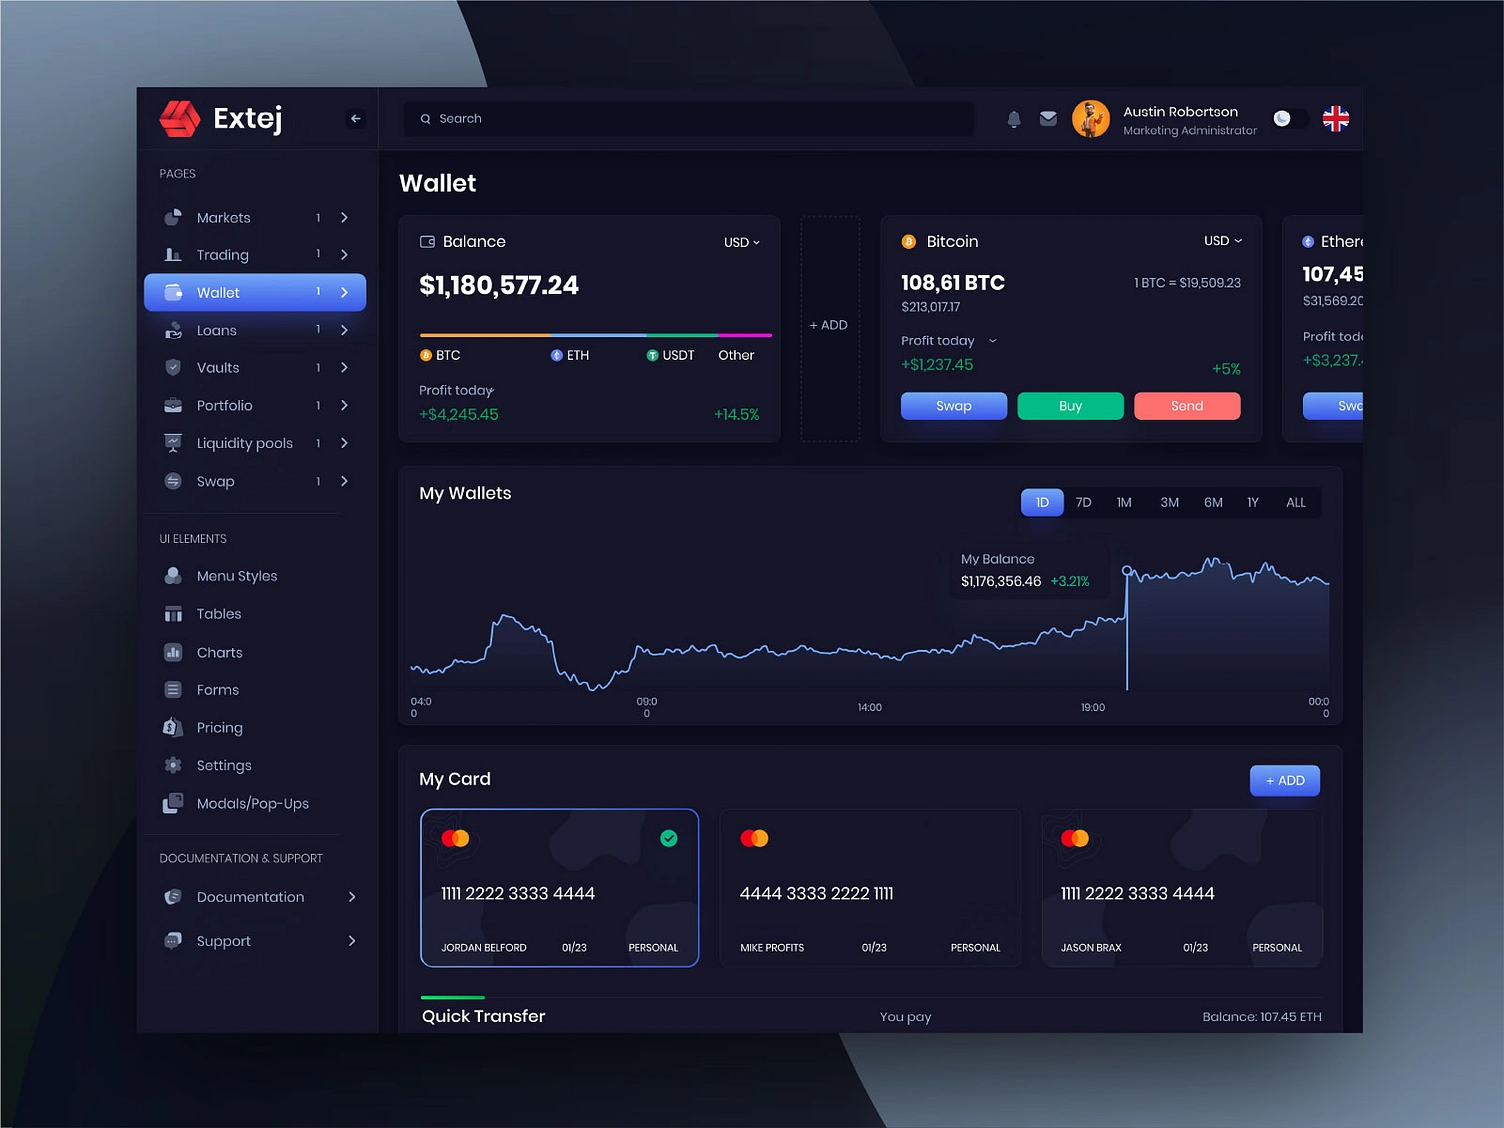 Extej
Search
Austin Robertson
Marketing Administrator
PAGES
Markets 1
Trading 1
Wallet 1
Loans 1
Vaults 1
Portfolio 1
Liquidity pools 1
Swap 1
UI ELEMENTS
Menu Styles
Tables
Charts
Forms
Pricing
Settings
Modals/Pop-Ups
DOCUMENTATION & SUPPORT
Documentation
Support
Wallet
Balance USD
$1,180,577.24
BTC ETH USDT Other
Profit today
+$4,245.45 +14.5%
+ ADD
Bitcoin USD
108,61 BTC 1 BTC = $19,509.23
$213,017.17
Profit today
+$1,237.45 +5%
Swap Buy Send
Ethere
107,45
$31,569.20
Profit toda
+$3,237.
Swa
My Wallets
1D 7D 1M 3M 6M 1Y ALL
My Balance
$1,176,356.46 +3.21%
04:0
0
09:0
0
14:00
19:00
00:0
0
My Card
+ ADD
1111 2222 3333 4444
JORDAN BELFORD 01/23 PERSONAL
4444 3333 2222 1111
MIKE PROFITS 01/23 PERSONAL
1111 2222 3333 4444
JASON BRAX 01/23 PERSONAL
Quick Transfer
You pay
Balance: 107.45 ETH